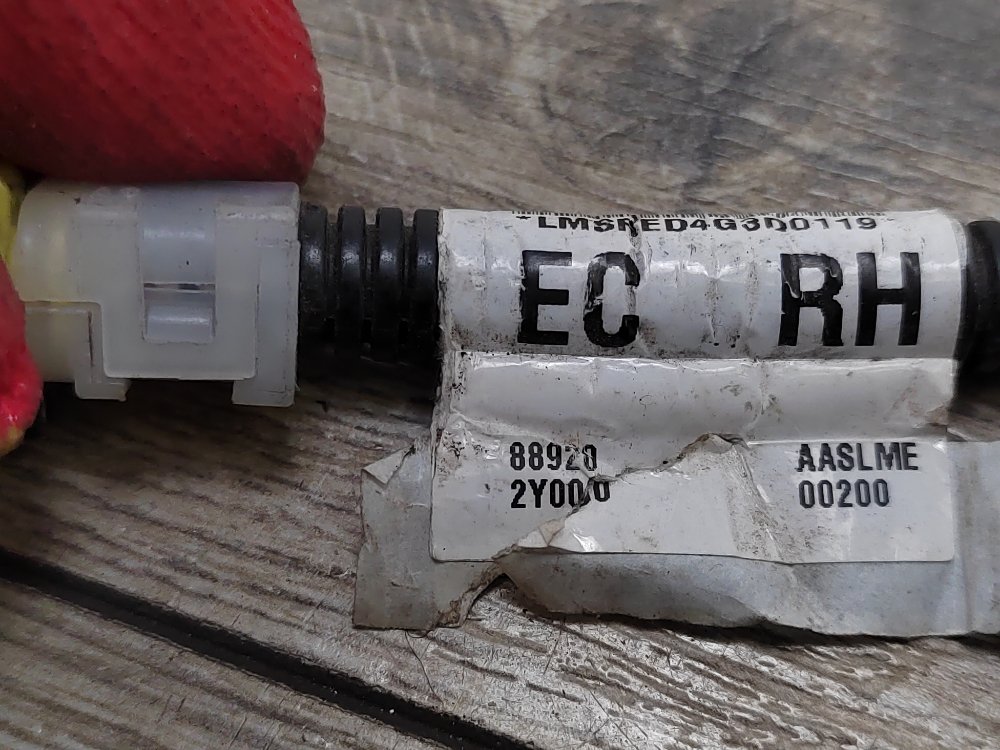 LMSRED4G3D0119
EC RH
88920 AASLME
2Y000 00200